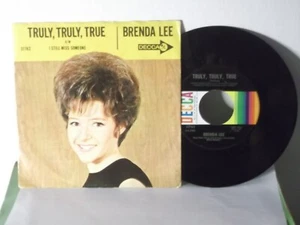 TRULY, TRULY, TRUE
I STILL MISS SOMEONE
BRENDA LEE
DECCA
DECCA
TRULY, TRULY, TRUE
BRENDA LEE